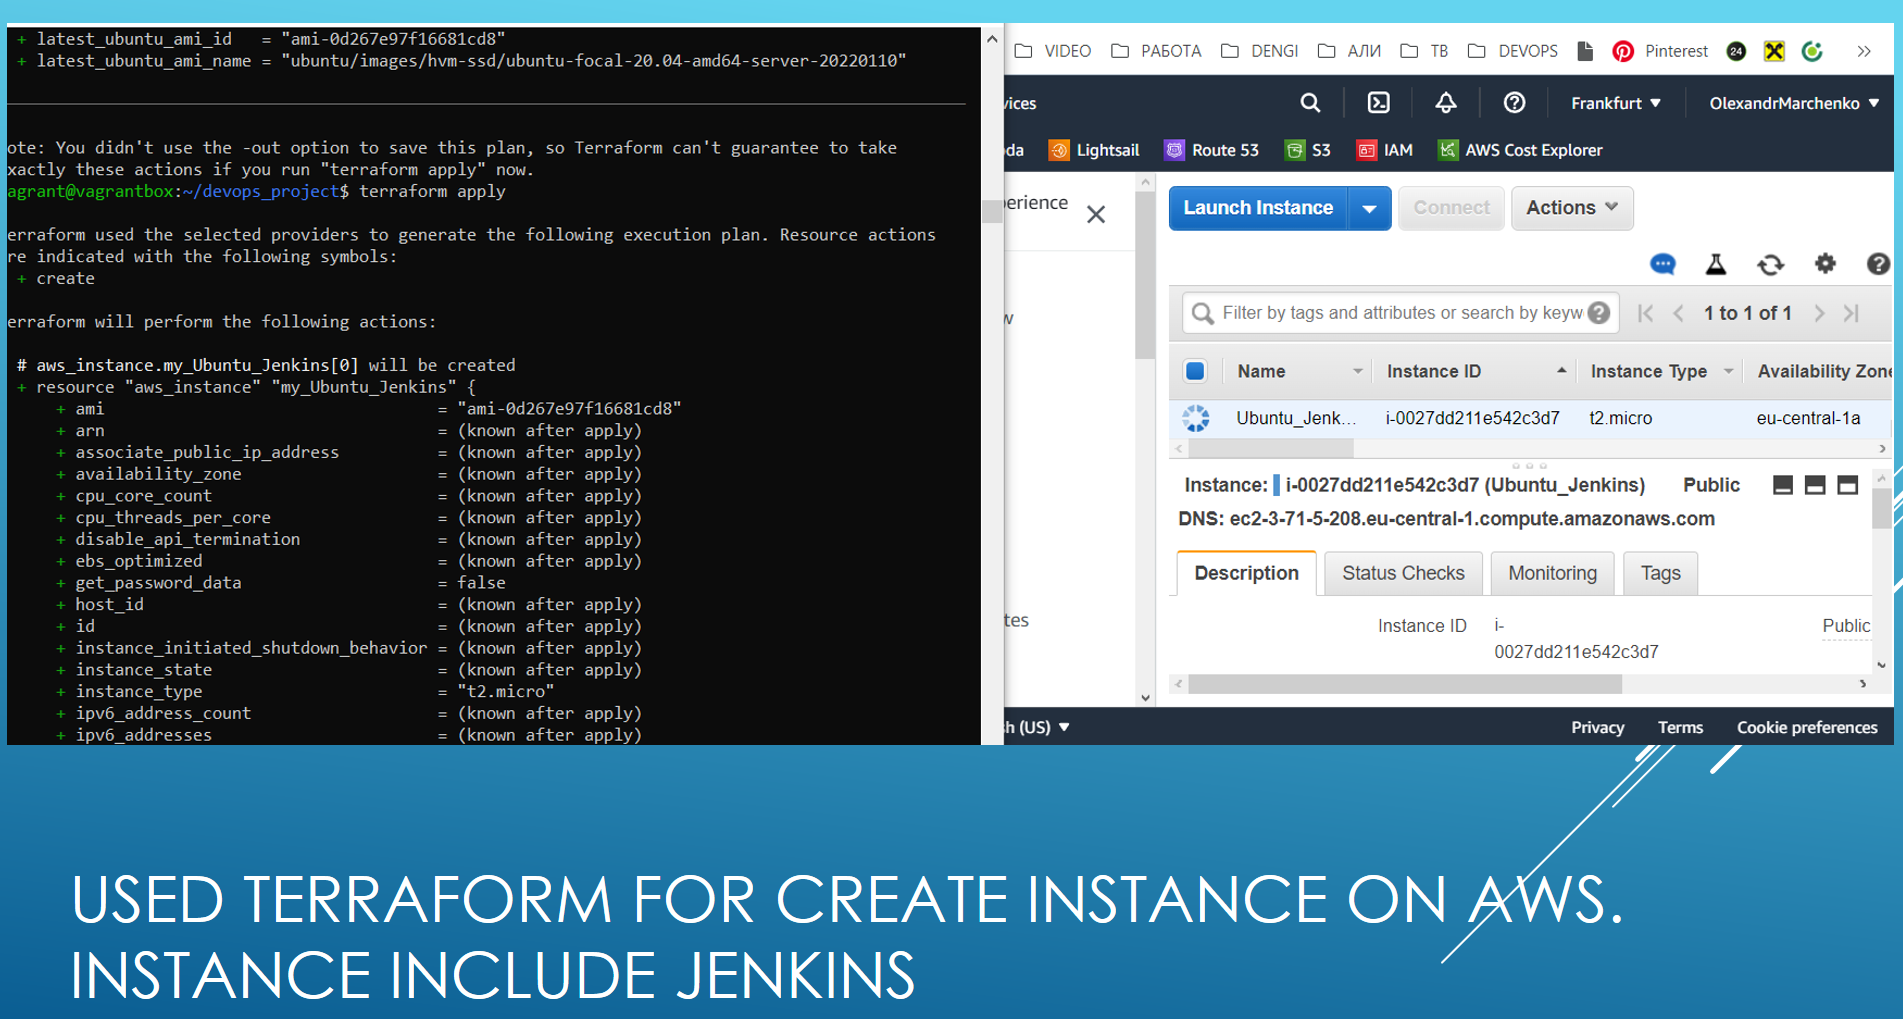 + latest_ubuntu_ami_id   = "ami-0d267e97f16681cd8"
+ latest_ubuntu_ami_name = "ubuntu/images/hvm-ssd/ubuntu-focal-20.04-amd64-server-20220110"
ote: You didn't use the -out option to save this plan, so Terraform can't guarantee to take
xactly these actions if you run "terraform apply" now.
agrant@vagrantbox:~/devops_project$ terraform apply
erraform used the selected providers to generate the following execution plan. Resource actions
re indicated with the following symbols:
+ create
erraform will perform the following actions:
# aws_instance.my_Ubuntu_Jenkins[0] will be created
+ resource "aws_instance" "my_Ubuntu_Jenkins" {
+ ami = "ami-0d267e97f16681cd8"
+ arn = (known after apply)
+ associate_public_ip_address = (known after apply)
+ availability_zone = (known after apply)
+ cpu_core_count = (known after apply)
+ cpu_threads_per_core = (known after apply)
+ disable_api_termination = (known after apply)
+ ebs_optimized = (known after apply)
+ get_password_data = false
+ host_id = (known after apply)
+ id = (known after apply)
+ instance_initiated_shutdown_behavior = (known after apply)
+ instance_state = (known after apply)
+ instance_type = "t2.micro"
+ ipv6_address_count = (known after apply)
+ ipv6_addresses = (known after apply)
VIDEO РАБОТА DENGI АЛИ ТВ DEVOPS Pinterest 24 »
vices Frankfurt ▼ OlexandrMarchenko ▼
da Lightsail Route 53 S3 IAM AWS Cost Explorer
erience
w
tes
Launch Instance Connect Actions
Filter by tags and attributes or search by keyw
1 to 1 of 1
Name Instance ID Instance Type Availability Zone
Ubuntu_Jenk... i-0027dd211e542c3d7 t2.micro eu-central-1a
Instance: i-0027dd211e542c3d7 (Ubuntu_Jenkins) Public
DNS: ec2-3-71-5-208.eu-central-1.compute.amazonaws.com
Description Status Checks Monitoring Tags
Instance ID i- Public
0027dd211e542c3d7
h (US) ▼ Privacy Terms Cookie preferences
USED TERRAFORM FOR CREATE INSTANCE ON AWS.
INSTANCE INCLUDE JENKINS